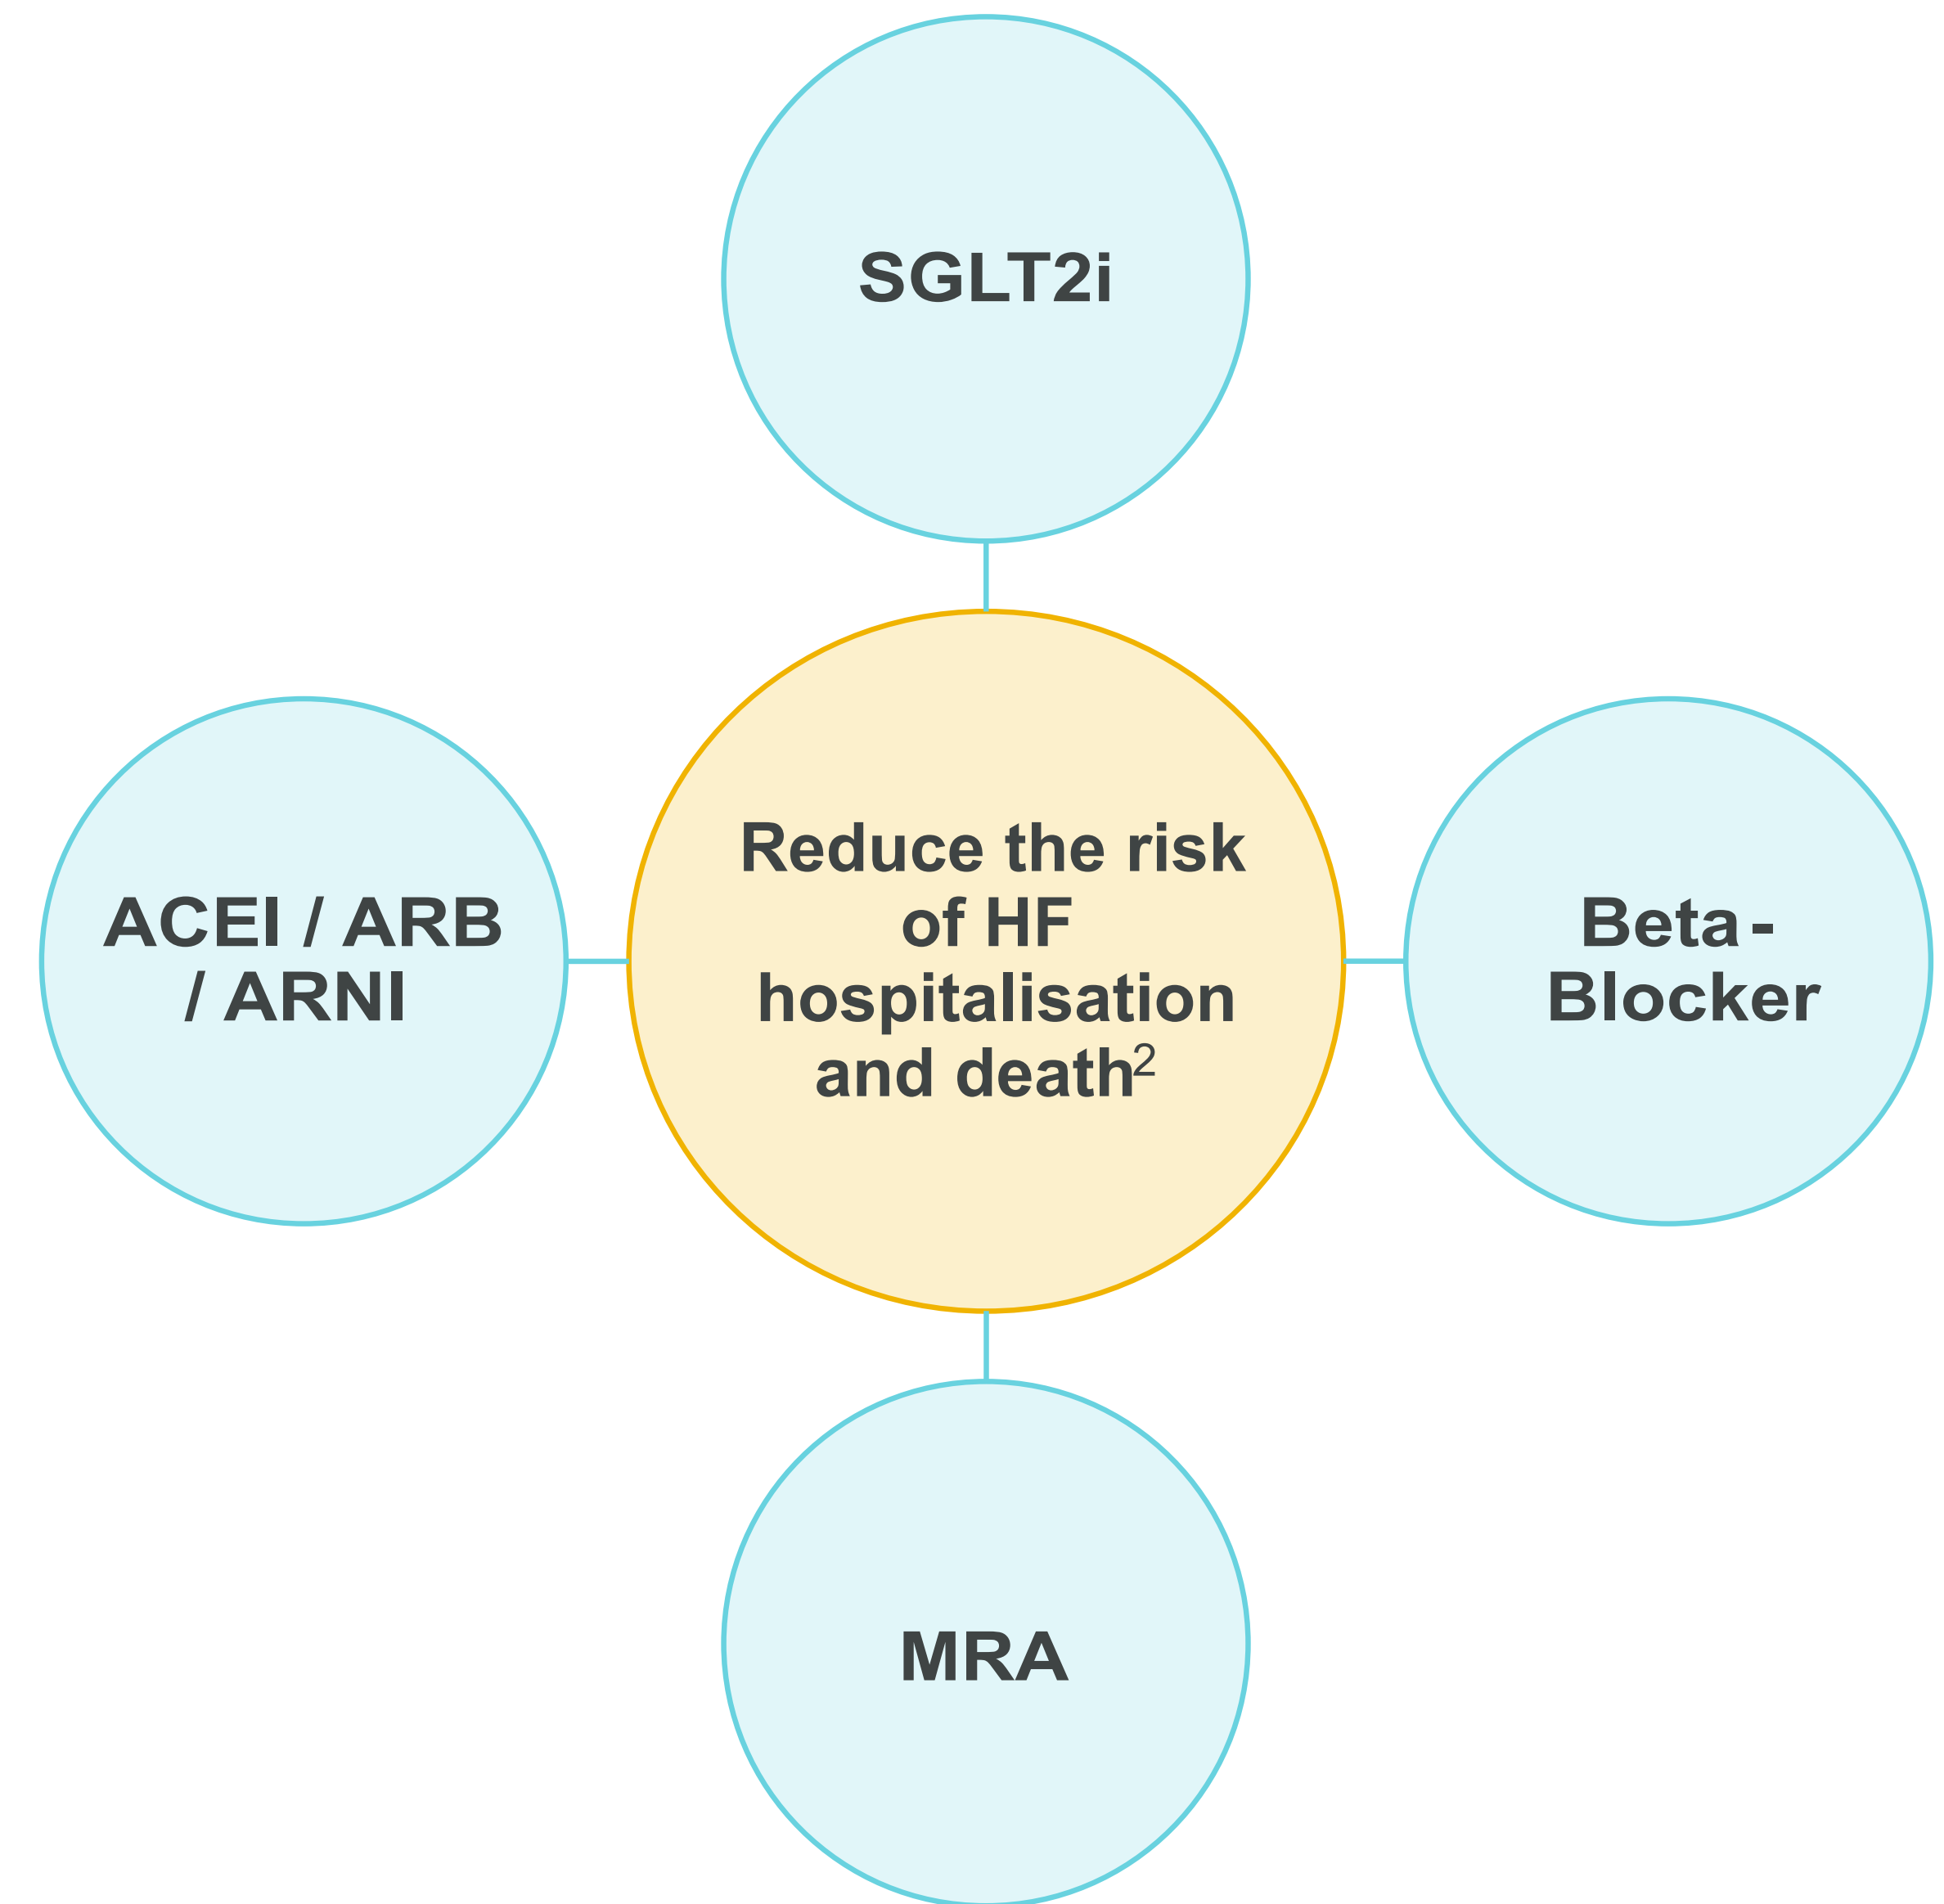 SGLT2i
ACEI / ARB
/ ARNI
Reduce the risk
of HF
hospitalisation
and death2
Beta-
Blocker
MRA